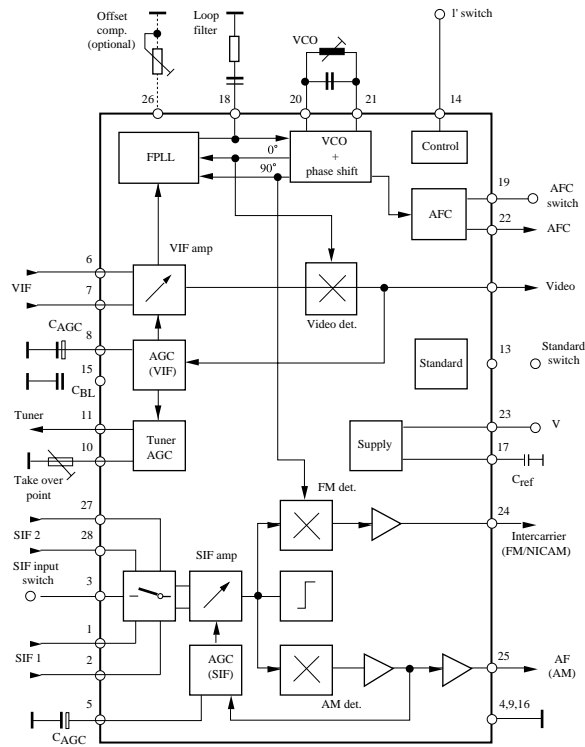 Offset
comp.
(optional)
Loop
filter
VCO
l' switch
26
18
20
21
14
FPLL
0°
90°
VCO
+
phase shift
Control
19
AFC
switch
AFC
22
AFC
VIF amp
6
VIF
7
Video
Video det.
CAGC
8
AGC
(VIF)
15
CBL
Standard
13
Standard
switch
Tuner
11
10
Tuner
AGC
Take over
point
Supply
23
V
17
Cref
27
SIF 2
28
FM det.
24
Intercarrier
(FM/NICAM)
SIF input
switch
3
SIF amp
1
SIF 1
2
AGC
(SIF)
AM det.
25
AF
(AM)
5
CAGC
4,9,16